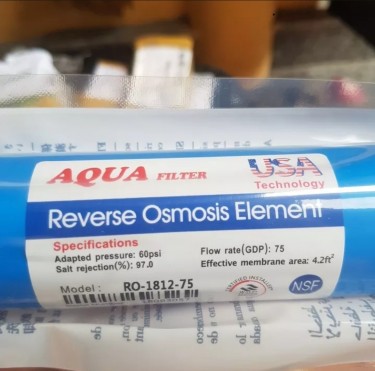 AQUA FILTER
USA
Technology
Reverse Osmosis Element
Specifications
Adapted pressure: 60psi
Salt rejection(%): 97.0
Flow rate(GDP): 75
Effective membrane area: 4.2ft²
Model: RO-1812-75
NSF